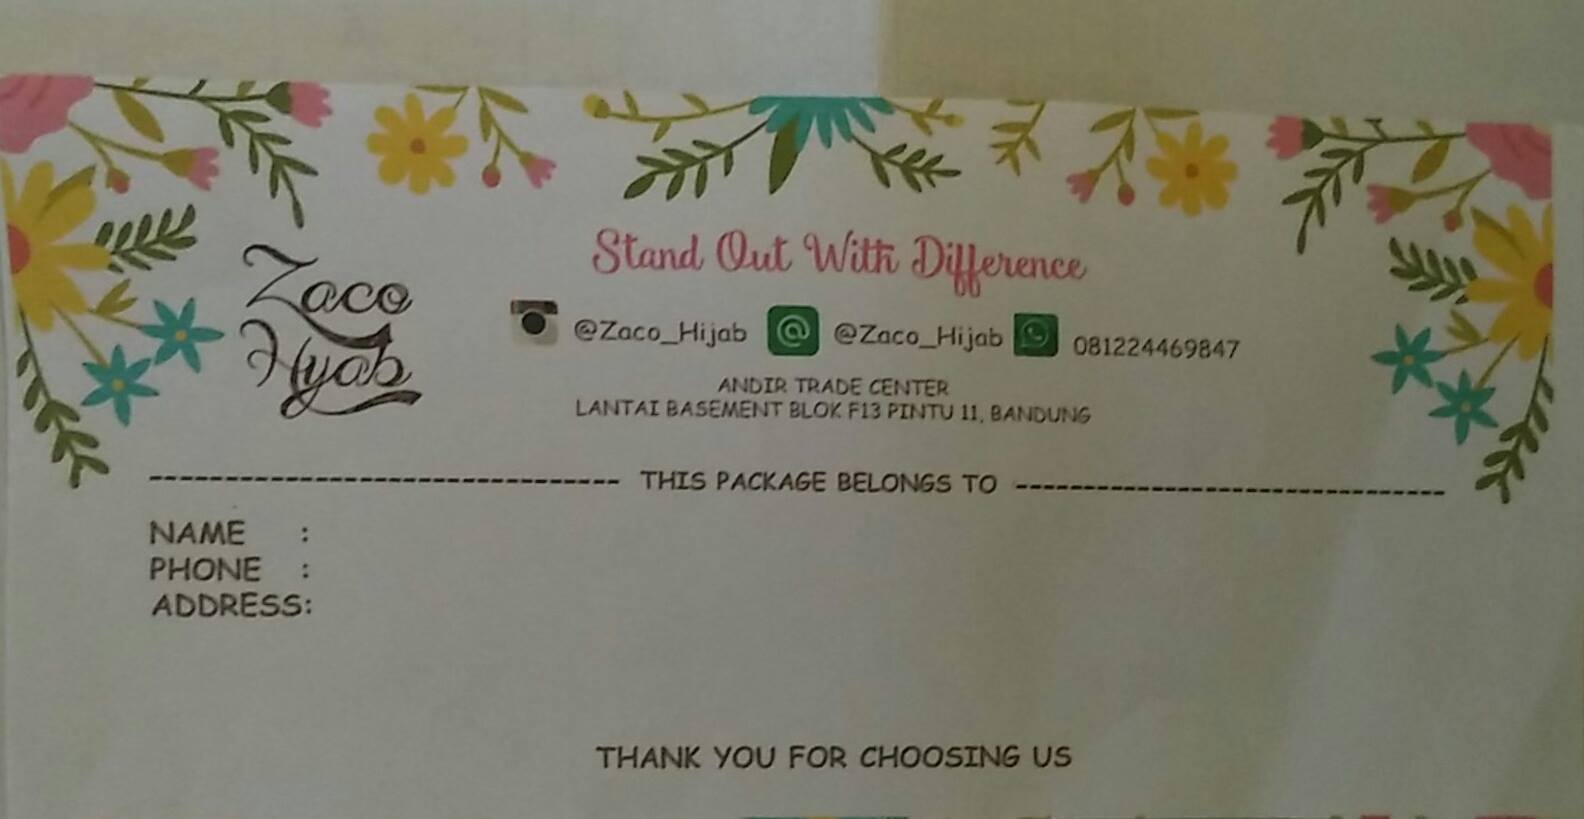 Zaco
Hijab
Stand Out With Difference
@Zaco_Hijab @Zaco_Hijab 081224469847
ANDIR TRADE CENTER
LANTAI BASEMENT BLOK F13 PINTU 11, BANDUNG
THIS PACKAGE BELONGS TO
NAME :
PHONE :
ADDRESS:
THANK YOU FOR CHOOSING US